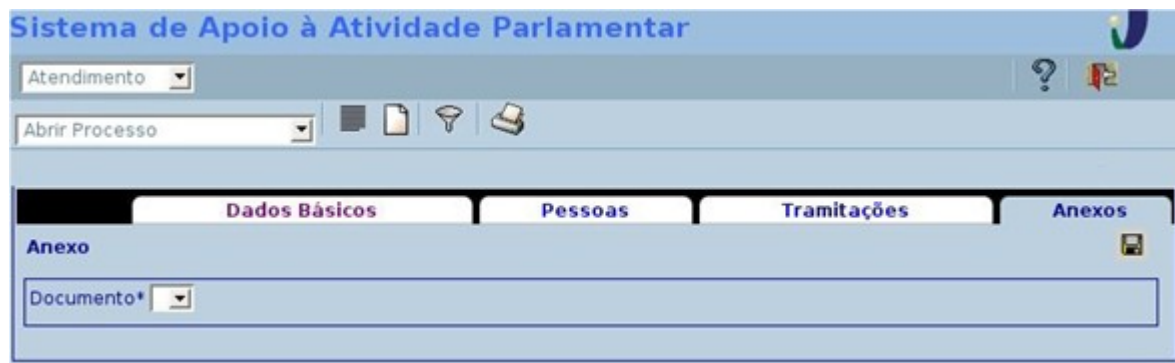 Sistema de Apoio à Atividade Parlamentar
Atendimento
Abrir Processo
Dados Básicos Pessoas Tramitações Anexos
Anexo
Documento*